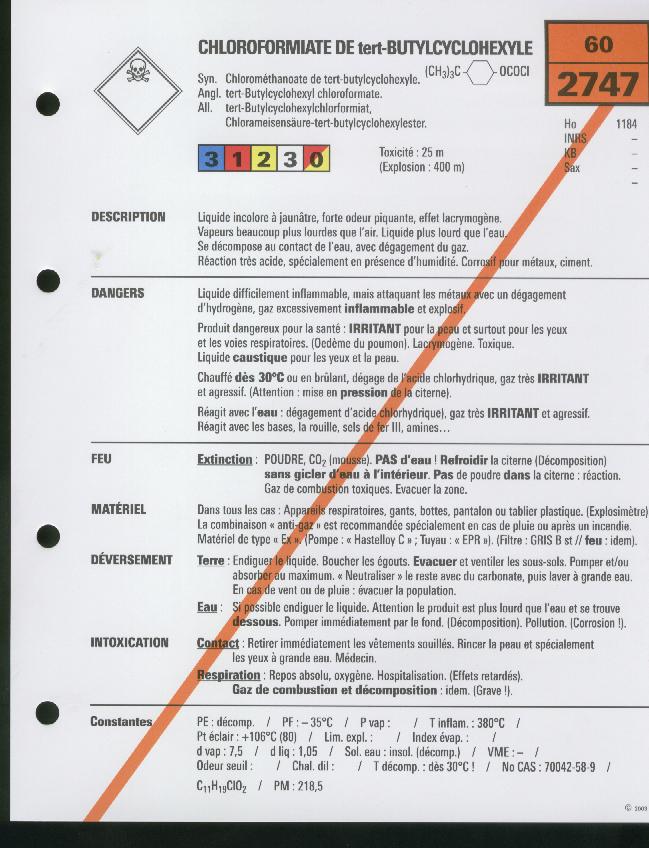 CHLOROFORMIATE DE tert-BUTYLCYCLOHEXYLE
60
2747
Syn. Chlorométhanoate de tert-butylcyclohexyle.
(CH₃)₃C OCOCl
Angl. tert-Butylcyclohexyl chloroformate.
All. tert-Butylcyclohexylchlorformiat,
Chlorameisensäure-tert-butylcyclohexylester.
Ho 1184
INRS –
KB –
Sax –
–
3 1 2 3 0
Toxicité : 25 m
(Explosion : 400 m)
DESCRIPTION
Liquide incolore à jaunâtre, forte odeur piquante, effet lacrymogène.
Vapeurs beaucoup plus lourdes que l'air. Liquide plus lourd que l'eau.
Se décompose au contact de l'eau, avec dégagement du gaz.
Réaction très acide, spécialement en présence d'humidité. Corrosif pour métaux, ciment.
DANGERS
Liquide difficilement inflammable, mais attaquant les métaux avec un dégagement
d'hydrogène, gaz excessivement inflammable et explosif.
Produit dangereux pour la santé : IRRITANT pour la peau et surtout pour les yeux
et les voies respiratoires. (Oedème du poumon). Lacrymogène. Toxique.
Liquide caustique pour les yeux et la peau.
Chauffé dès 30°C ou en brûlant, dégage de l'acide chlorhydrique, gaz très IRRITANT
et agressif. (Attention : mise en pression de la citerne).
Réagit avec l'eau : dégagement d'acide chlorhydrique), gaz très IRRITANT et agressif.
Réagit avec les bases, la rouille, sels de fer III, amines...
FEU
Extinction : POUDRE, CO₂ (mousse). PAS d'eau ! Refroidir la citerne (Décomposition)
sans gicler d'eau à l'intérieur. Pas de poudre dans la citerne : réaction.
Gaz de combustion toxiques. Evacuer la zone.
MATÉRIEL
Dans tous les cas : Appareils respiratoires, gants, bottes, pantalon ou tablier plastique. (Explosimètre)
La combinaison « anti-gaz » est recommandée spécialement en cas de pluie ou après un incendie.
Matériel de type « Ex ». (Pompe : « Hastelloy C » ; Tuyau : « EPR »). (Filtre : GRIS B st // feu : idem).
DÉVERSEMENT
Terre : Endiguer le liquide. Boucher les égouts. Evacuer et ventiler les sous-sols. Pomper et/ou
absorber au maximum. « Neutraliser » le reste avec du carbonate, puis laver à grande eau.
En cas de vent ou de pluie : évacuer la population.
Eau : Si possible endiguer le liquide. Attention le produit est plus lourd que l'eau et se trouve
dessous. Pomper immédiatement par le fond. (Décomposition). Pollution. (Corrosion !).
INTOXICATION
Contact : Retirer immédiatement les vêtements souillés. Rincer la peau et spécialement
les yeux à grande eau. Médecin.
Respiration : Repos absolu, oxygène. Hospitalisation. (Effets retardés).
Gaz de combustion et décomposition : idem. (Grave !).
Constantes
PE : décomp. / PF : – 35°C / P vap : / T inflam. : 380°C /
Pt éclair : +106°C (80) / Lim. expl. : / Index évap. : /
d vap : 7,5 / d liq : 1,05 / Sol. eau : insol. (décomp.) / VME : – /
Odeur seuil : / Chal. dil : / T décomp. : dès 30°C ! / No CAS : 70042-58-9 /
C₁₁H₁₉ClO₂ / PM : 218,5
© 2003